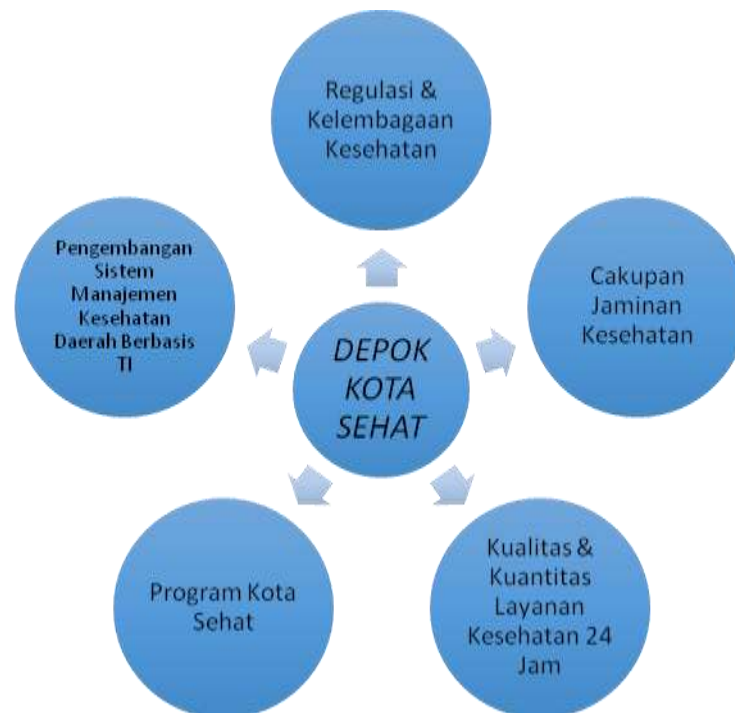 Regulasi &
Kelembagaan
Kesehatan
Pengembangan
Sistem
Manajemen
Kesehatan
Daerah Berbasis
TI
Cakupan
Jaminan
Kesehatan
DEPOK
KOTA
SEHAT
Program Kota
Sehat
Kualitas &
Kuantitas
Layanan
Kesehatan 24
Jam